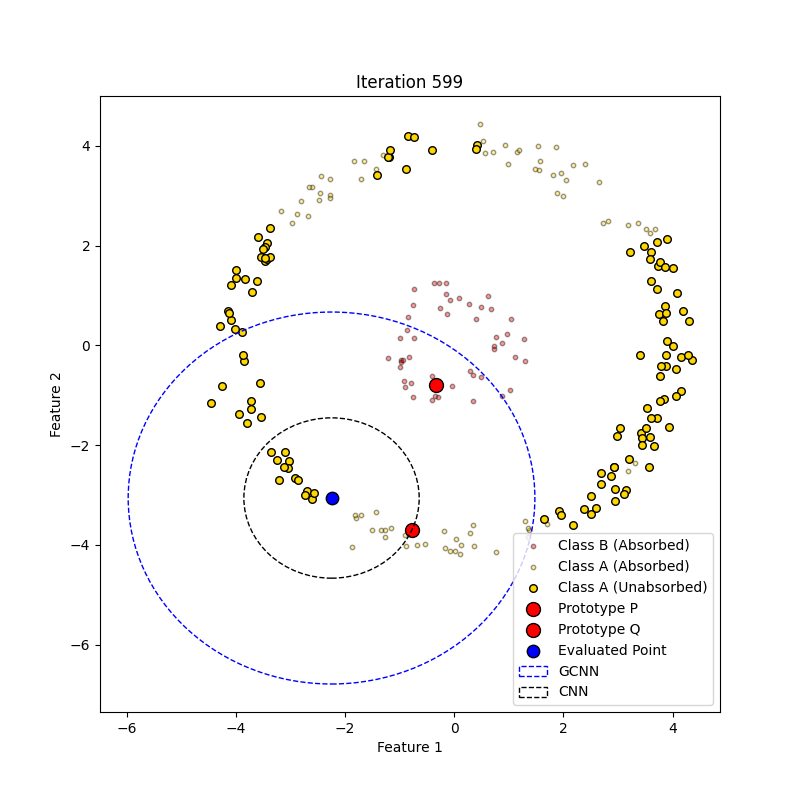 Iteration 599
Feature 2
4
2
0
−2
−4
−6
Class B (Absorbed)
Class A (Absorbed)
Class A (Unabsorbed)
Prototype P
Prototype Q
Evaluated Point
GCNN
CNN
−6 −4 −2 0 2 4
Feature 1